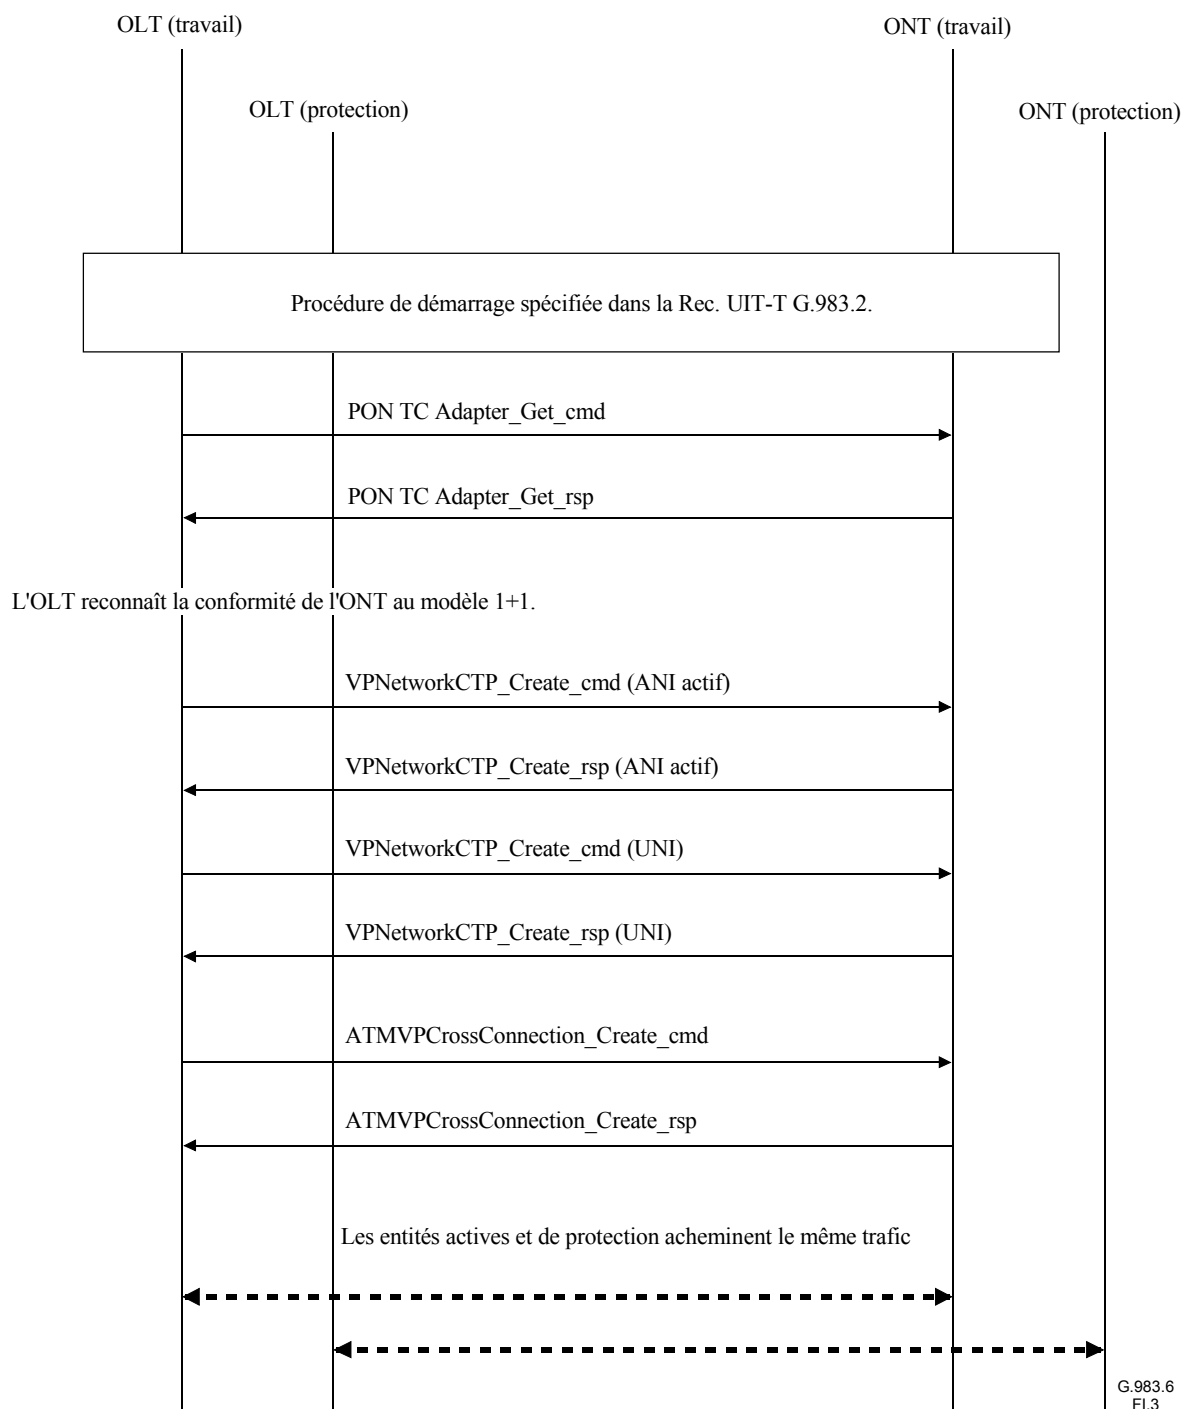 OLT (travail)
ONT (travail)
OLT (protection)
ONT (protection)
Procédure de démarrage spécifiée dans la Rec. UIT-T G.983.2.
PON TC Adapter_Get_cmd
PON TC Adapter_Get_rsp
L'OLT reconnaît la conformité de l'ONT au modèle 1+1.
VPNetworkCTP_Create_cmd (ANI actif)
VPNetworkCTP_Create_rsp (ANI actif)
VPNetworkCTP_Create_cmd (UNI)
VPNetworkCTP_Create_rsp (UNI)
ATMVPCrossConnection_Create_cmd
ATMVPCrossConnection_Create_rsp
Les entités actives et de protection acheminent le même trafic
G.983.6
FI.3